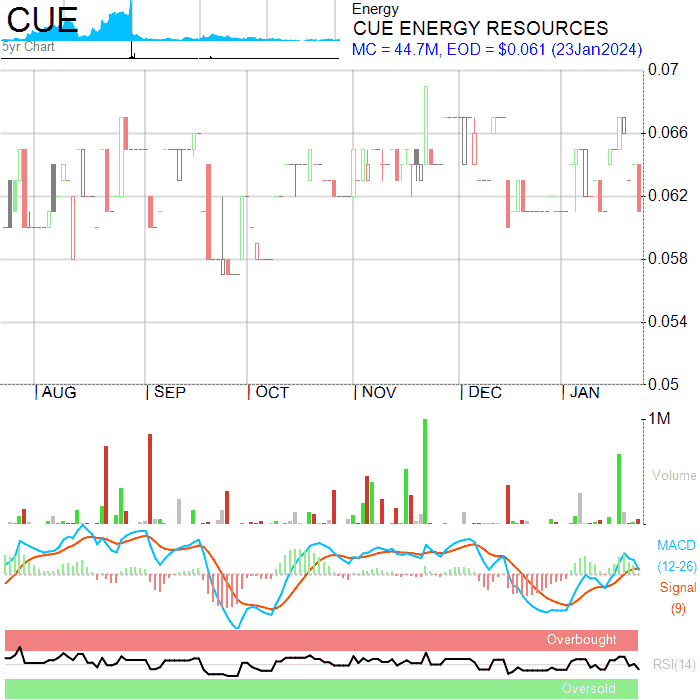 CUE
5yr Chart
Energy
CUE ENERGY RESOURCES
MC = 44.7M, EOD = $0.061 (23Jan2024)
0.07
0.066
0.062
0.058
0.054
0.05
AUG SEP OCT NOV DEC JAN
1M
Volume
MACD
(12-26)
Signal
(9)
Overbought
RSI(14)
Oversold